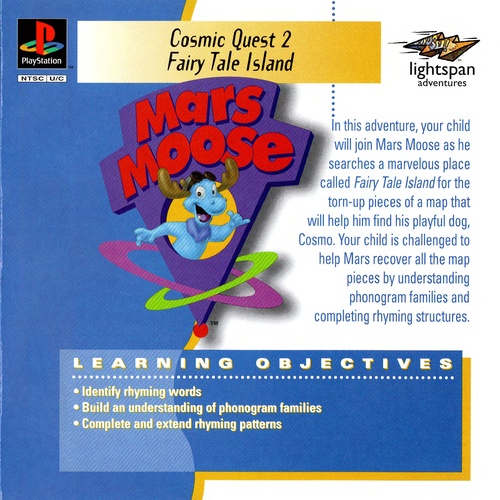 PlayStation
NTSC U/C
Cosmic Quest 2
Fairy Tale Island
lightspan
adventures
Mars
Moose
TM
In this adventure, your child
will join Mars Moose as he
searches a marvelous place
called Fairy Tale Island for the
torn-up pieces of a map that
will help him find his playful dog,
Cosmo. Your child is challenged to
help Mars recover all the map
pieces by understanding
phonogram families and
completing rhyming structures.
LEARNING OBJECTIVES
• Identify rhyming words
• Build an understanding of phonogram families
• Complete and extend rhyming patterns